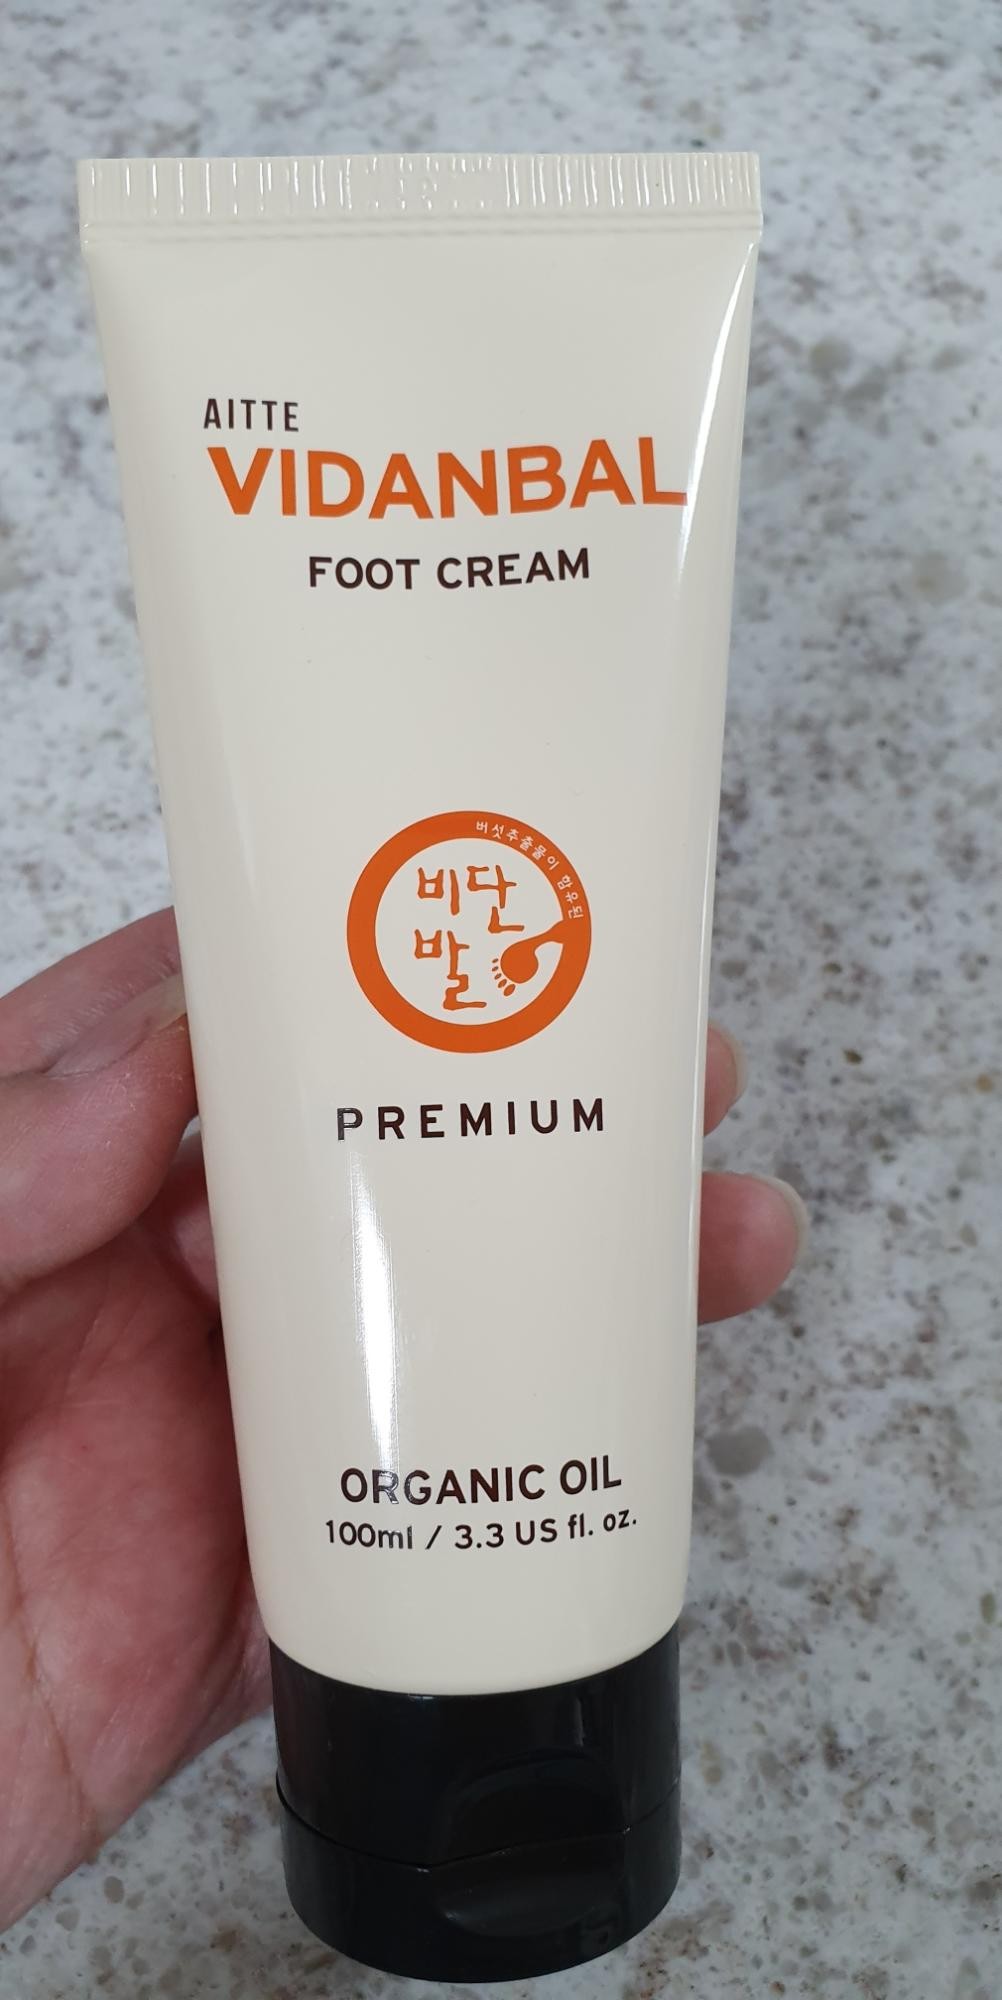 AITTE
VIDANBAL
FOOT CREAM
버섯추출물이 함유된
비단
발
PREMIUM
ORGANIC OIL
100ml / 3.3 US fl. oz.